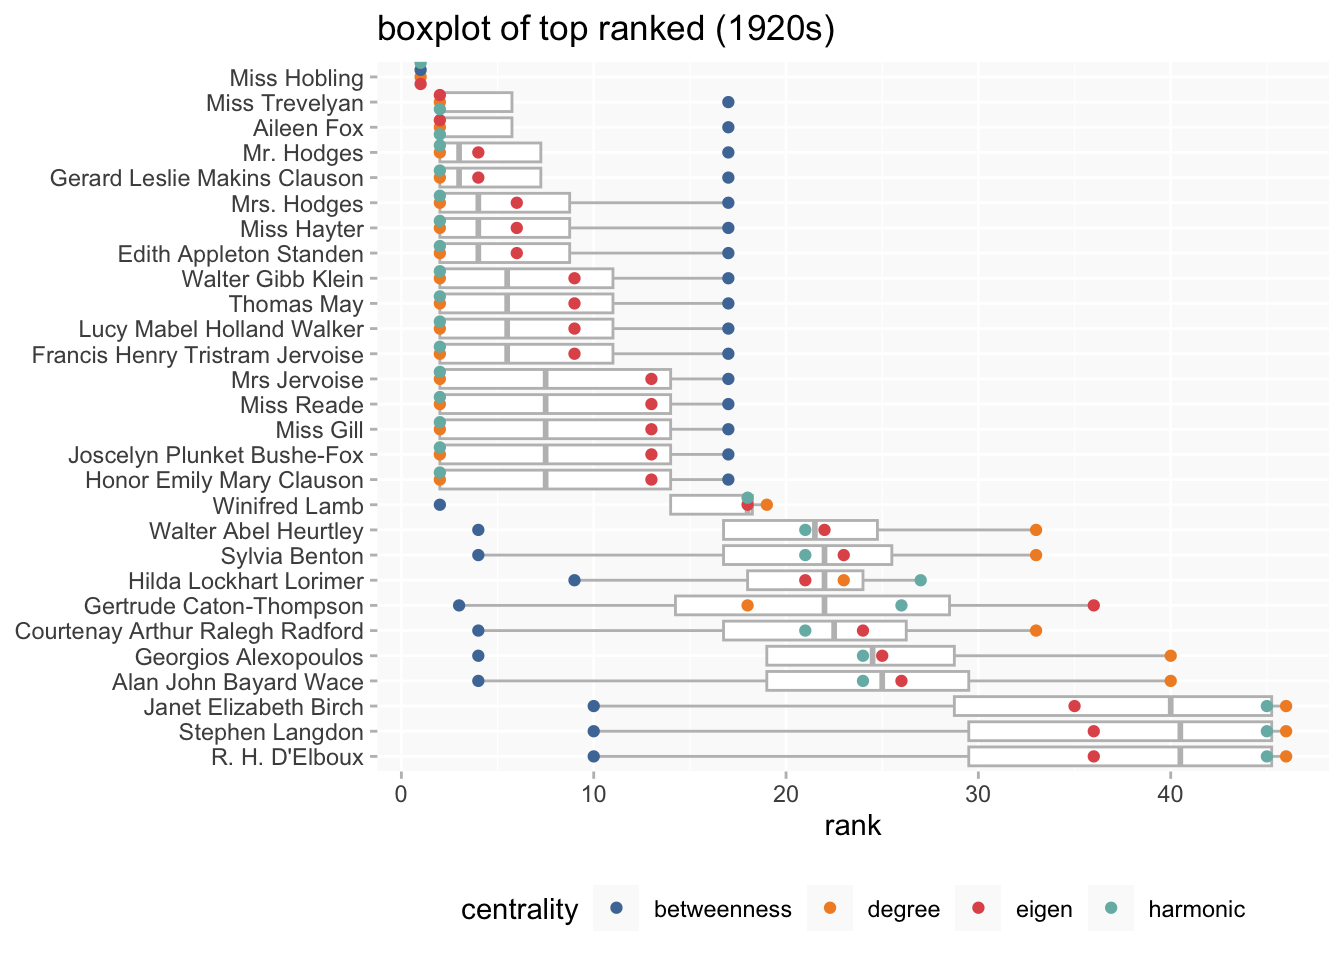 boxplot of top ranked (1920s)
Miss Hobling
Miss Trevelyan
Aileen Fox
Mr. Hodges
Gerard Leslie Makins Clauson
Mrs. Hodges
Miss Hayter
Edith Appleton Standen
Walter Gibb Klein
Thomas May
Lucy Mabel Holland Walker
Francis Henry Tristram Jervoise
Mrs Jervoise
Miss Reade
Miss Gill
Joscelyn Plunket Bushe-Fox
Honor Emily Mary Clauson
Winifred Lamb
Walter Abel Heurtley
Sylvia Benton
Hilda Lockhart Lorimer
Gertrude Caton-Thompson
Courtenay Arthur Ralegh Radford
Georgios Alexopoulos
Alan John Bayard Wace
Janet Elizabeth Birch
Stephen Langdon
R. H. D'Elboux
0 10 20 30 40
rank
centrality betweenness degree eigen harmonic